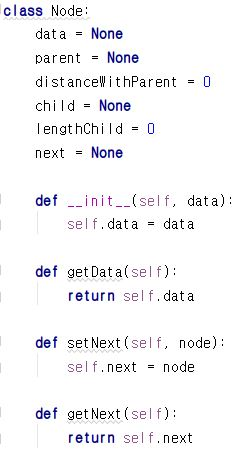 class Node:
    data = None
    parent = None
    distanceWithParent = 0
    child = None
    lengthChild = 0
    next = None

    def __init__(self, data):
        self.data = data

    def getData(self):
        return self.data

    def setNext(self, node):
        self.next = node

    def getNext(self):
        return self.next